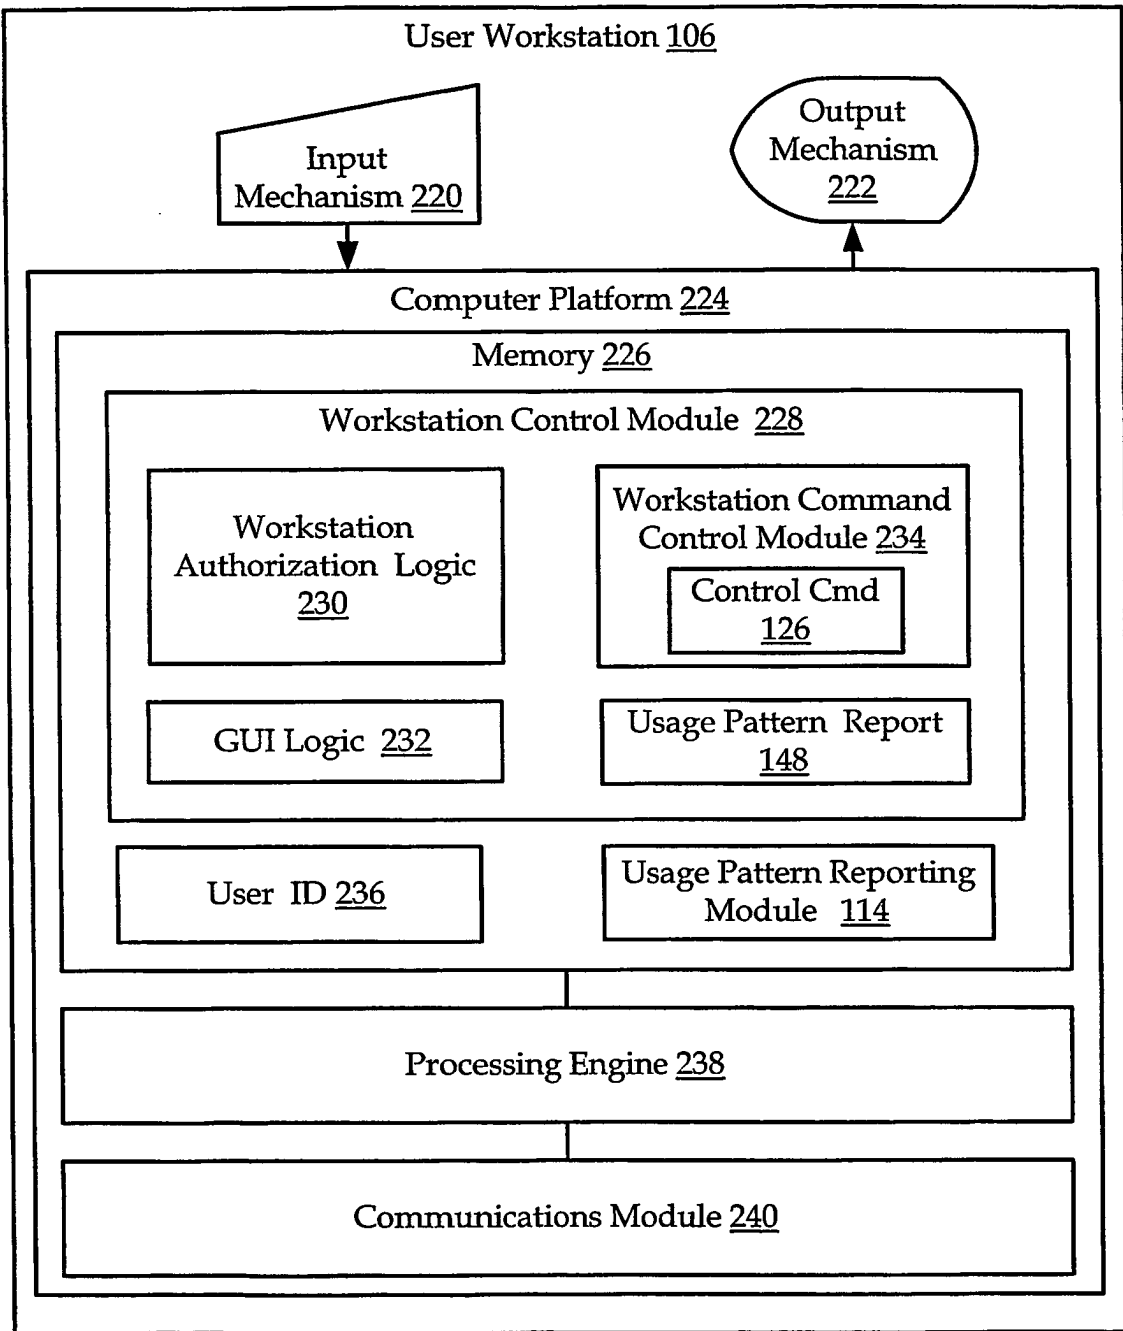 User Workstation 106
Input
Mechanism 220
Output
Mechanism
222
Computer Platform 224
Memory 226
Workstation Control Module 228
Workstation
Authorization Logic
230
Workstation Command
Control Module 234
Control Cmd
126
GUI Logic 232
Usage Pattern Report
148
User ID 236
Usage Pattern Reporting
Module 114
Processing Engine 238
Communications Module 240